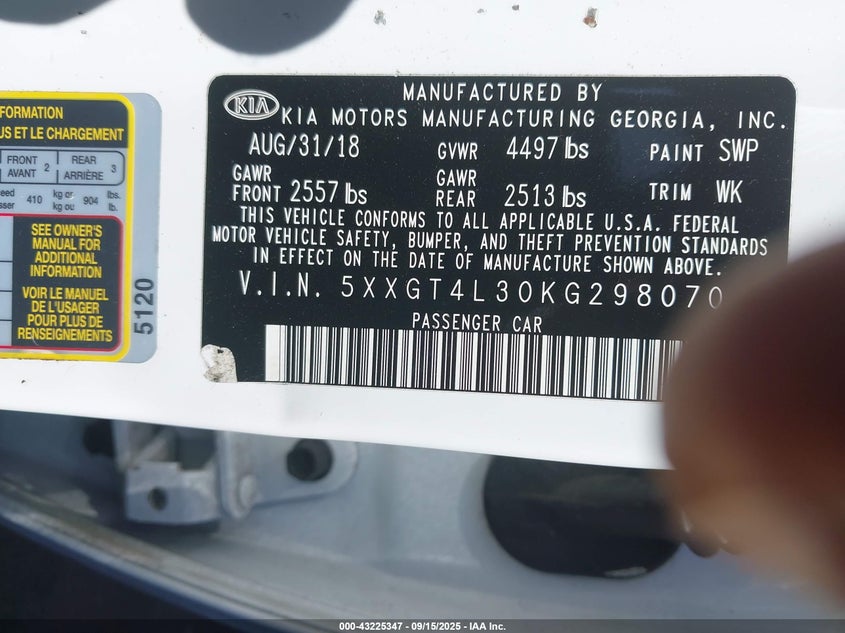 FORMATION
US ET LE CHARGEMENT
FRONT
AVANT 2
REAR
ARRIÈRE 3
410
kg or
kg ou
904
lbs.
lb.
SEE OWNER'S
MANUAL FOR
ADDITIONAL
INFORMATION
VOIR LE MANUEL
DE L'USAGER
POUR PLUS DE
RENSEIGNEMENTS
5120
MANUFACTURED BY
KIA
KIA MOTORS MANUFACTURING GEORGIA, INC.
AUG/31/18 GVWR 4497 lbs PAINT SWP
GAWR
FRONT 2557 lbs
GAWR
REAR 2513 lbs
TRIM WK
THIS VEHICLE CONFORMS TO ALL APPLICABLE U.S.A. FEDERAL
MOTOR VEHICLE SAFETY, BUMPER, AND THEFT PREVENTION STANDARDS
IN EFFECT ON THE DATE OF MANUFACTURE SHOWN ABOVE.
V.I.N. 5XXGT4L30KG298070
PASSENGER CAR
000-43225347 - 09/15/2025 - IAA Inc.